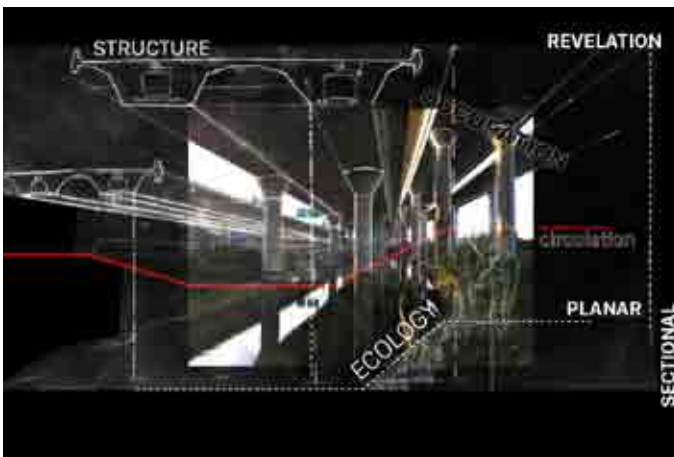 STRUCTURE
REVELATION
circulation
PLANAR
ECOLOGY
SECTIONAL